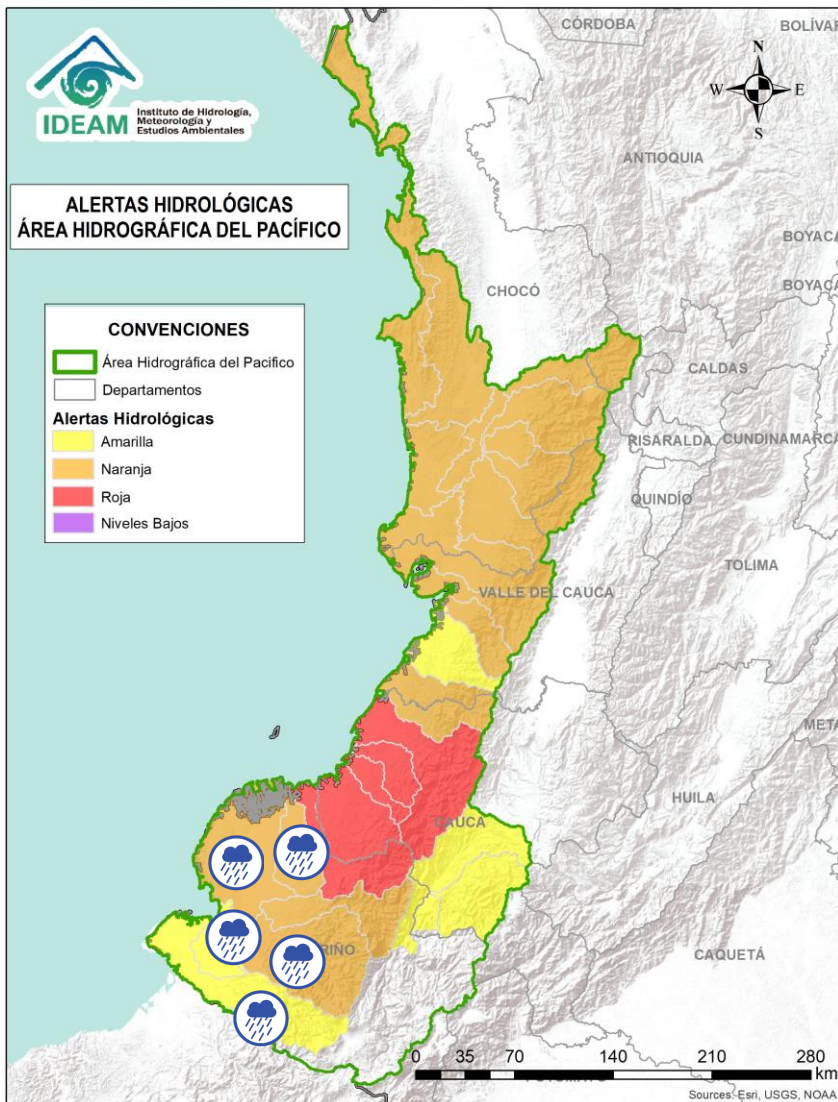 CÓRDOBA
BOLÍVAR
IDEAM
Instituto de Hidrología,
Meteorología y
Estudios Ambientales
N
W
E
S
ANTIOQUIA
ALERTAS HIDROLÓGICAS
ÁREA HIDROGRÁFICA DEL PACÍFICO
BOYACÁ
BOYACÁ
CHOCÓ
CONVENCIONES
Área Hidrográfica del Pacifico
Departamentos
Alertas Hidrológicas
Amarilla
Naranja
Roja
Niveles Bajos
CALDAS
RISARALDA
CUNDINAMARCA
QUINDÍO
TOLIMA
VALLE DEL CAUCA
META
HUILA
CAUCA
RIÑO
CAQUETÁ
0 35 70 140 210 280
km
Sources: Esri, USGS, NOAA